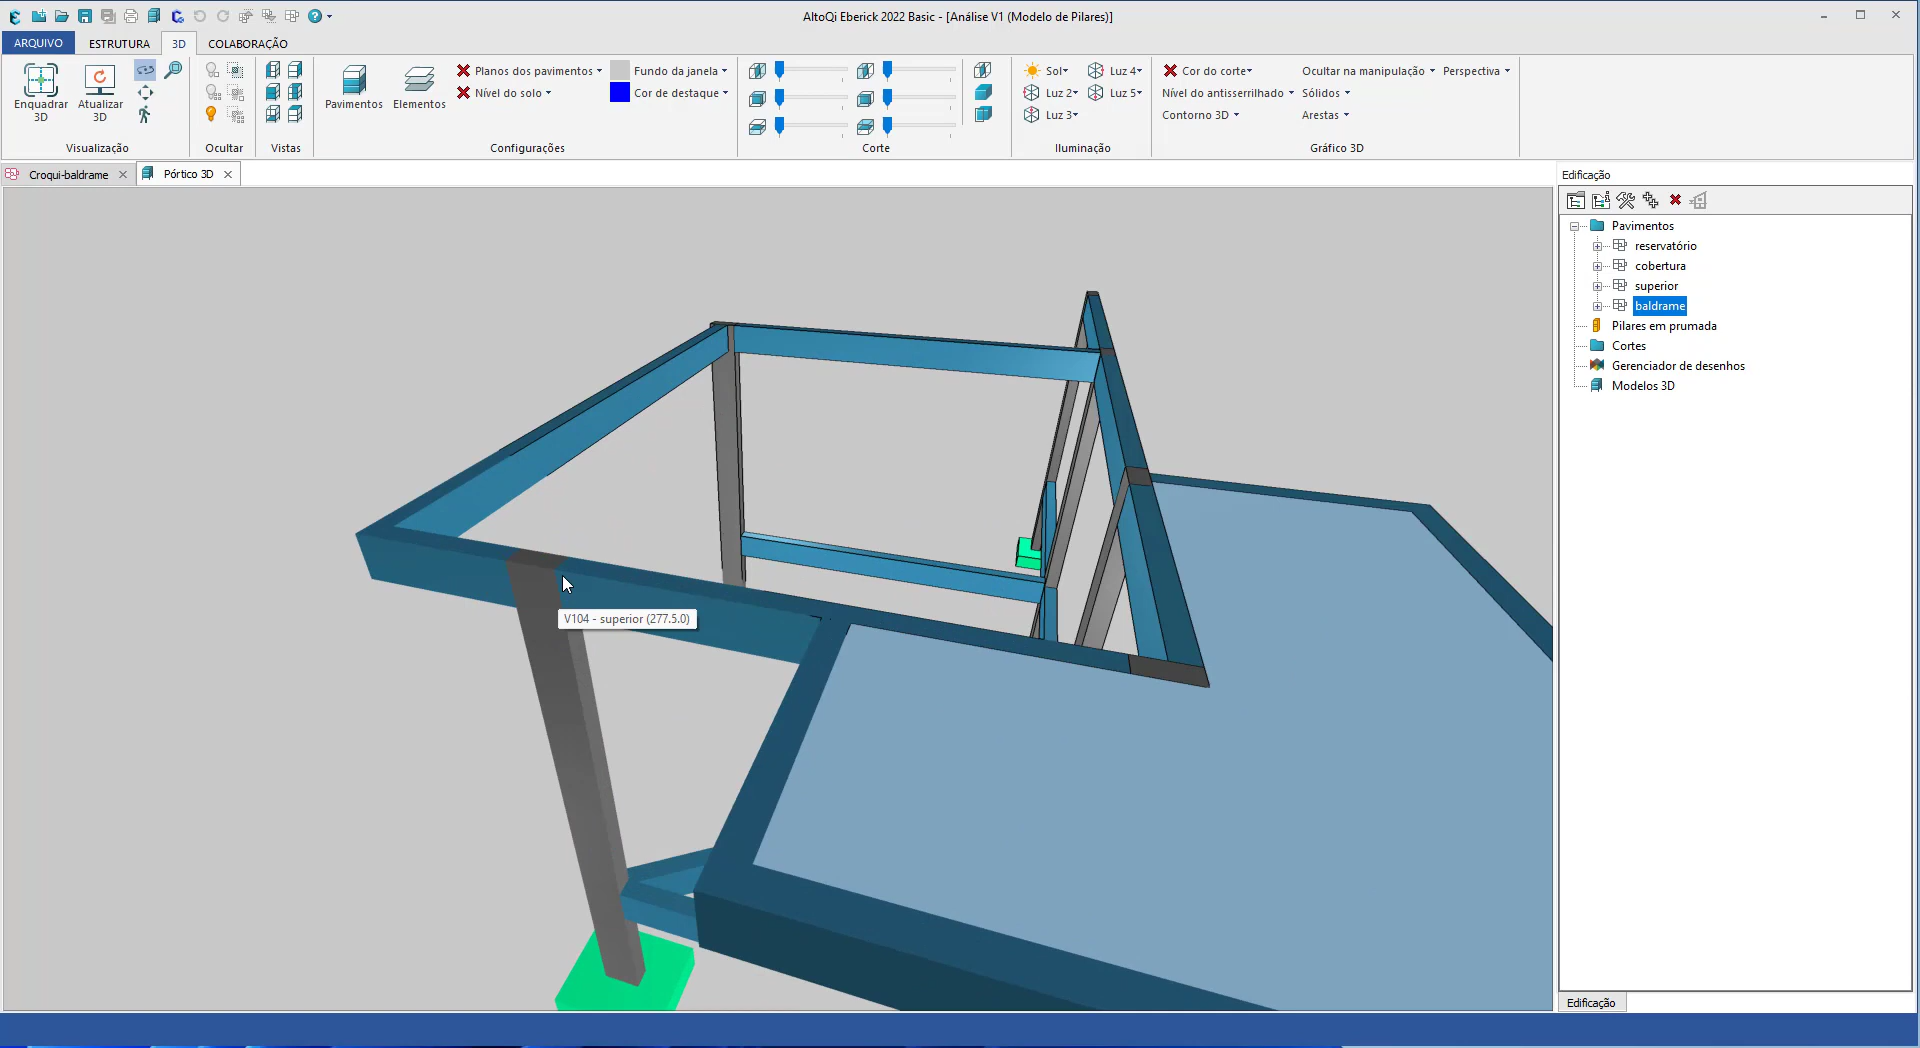 AltoQi Eberick 2022 Basic - [Análise V1 (Modelo de Pilares)]
ARQUIVO ESTRUTURA 3D COLABORAÇÃO
Enquadrar 3D
Atualizar 3D
Visualização
Ocultar
Vistas
Pavimentos
Elementos
Planos dos pavimentos
Nível do solo
Fundo da janela
Cor de destaque
Configurações
Corte
Sol
Luz 2
Luz 3
Luz 4
Luz 5
Iluminação
Cor do corte
Nível do antisserrilhado
Contorno 3D
Ocultar na manipulação
Sólidos
Arestas
Perspectiva
Gráfico 3D
Croqui-baldrame
Pórtico 3D
V104 - superior (277.5.0)
Edificação
Pavimentos
reservatório
cobertura
superior
baldrame
Pilares em prumada
Cortes
Gerenciador de desenhos
Modelos 3D
Edificação